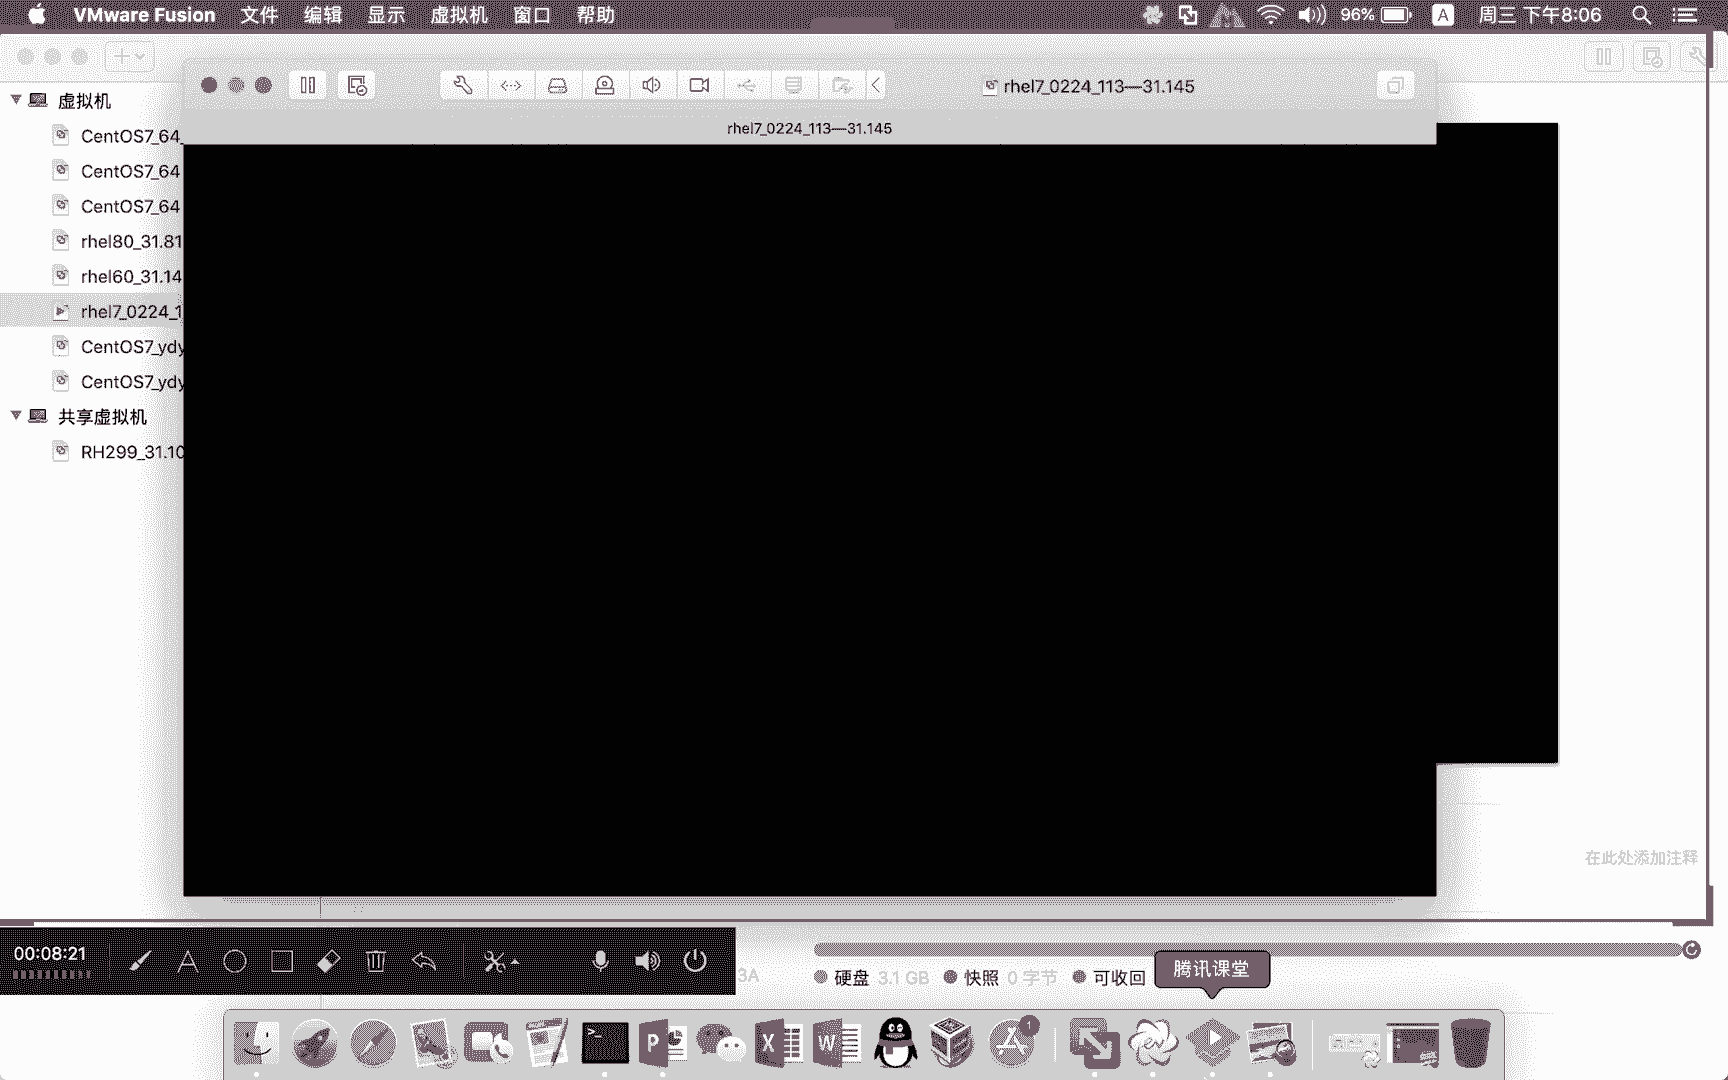 VMware Fusion 文件 编辑 显示 虚拟机 窗口 帮助 96% A 周三 下午8:06
rhel7_0224_113—31.145
rhel7_0224_113—31.145
虚拟机
CentOS7_64_
CentOS7_64
CentOS7_64
rhel80_31.81
rhel60_31.14
rhel7_0224_1
CentOS7_ydy
CentOS7_ydy
共享虚拟机
RH299_31.10
在此处添加注释
00:08:21
3A
硬盘 3.1 GB 快照 0 字节 可收回
腾讯课堂
1